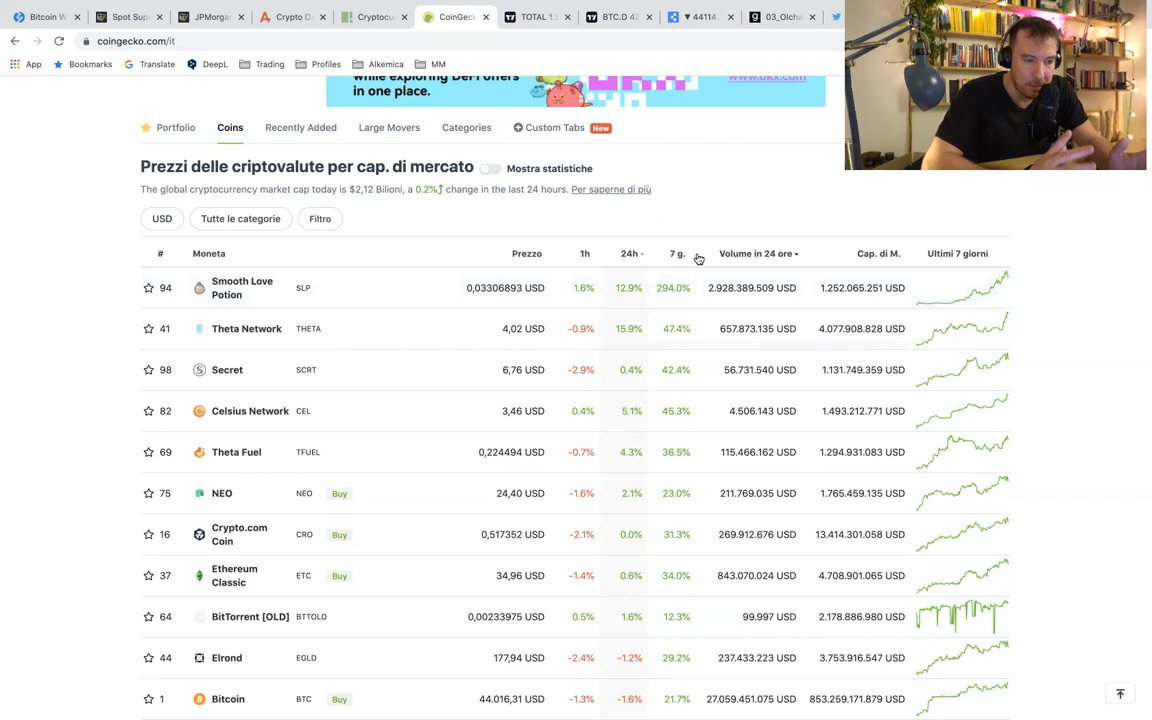 Bitcoin W
Spot Sup
JPMorga
Crypto D
Cryptocu
CoinGec
TOTAL 1.
BTC.D 42
▼ 44114.
03_Olcha
coingecko.com/it
App
Bookmarks
Translate
DeepL
Trading
Profiles
Alkemica
MM
while exploring DeFi offers
in one place.
www.okx.com
Portfolio
Coins
Recently Added
Large Movers
Categories
Custom Tabs
New
Prezzi delle criptovalute per cap. di mercato
Mostra statistiche
The global cryptocurrency market cap today is $2,12 Bilioni, a 0.2% change in the last 24 hours. Per saperne di più
USD
Tutte le categorie
Filtro
# Moneta Prezzo 1h 24h 7 g. Volume in 24 ore Cap. di M. Ultimi 7 giorni
94 Smooth Love Potion SLP 0,03306893 USD 1.6% 12.9% 294.0% 2.928.389.509 USD 1.252.065.251 USD
41 Theta Network THETA 4,02 USD -0.9% 15.9% 47.4% 657.873.135 USD 4.077.908.828 USD
98 Secret SCRT 6,76 USD -2.9% 0.4% 42.4% 56.731.540 USD 1.131.749.359 USD
82 Celsius Network CEL 3,46 USD 0.4% 5.1% 45.3% 4.506.143 USD 1.493.212.771 USD
69 Theta Fuel TFUEL 0,224494 USD -0.7% 4.3% 36.5% 115.466.162 USD 1.294.931.083 USD
75 NEO NEO Buy 24,40 USD -1.6% 2.1% 23.0% 211.769.035 USD 1.765.459.135 USD
16 Crypto.com Coin CRO Buy 0,517352 USD -2.1% 0.0% 31.3% 269.912.676 USD 13.414.301.058 USD
37 Ethereum Classic ETC Buy 34,96 USD -1.4% 0.6% 34.0% 843.070.024 USD 4.708.901.065 USD
64 BitTorrent [OLD] BTTOLD 0,00233975 USD 0.5% 1.6% 12.3% 99.997 USD 2.178.886.980 USD
44 Elrond EGLD 177,94 USD -2.4% -1.2% 29.2% 237.433.223 USD 3.753.916.547 USD
1 Bitcoin BTC Buy 44.016,31 USD -1.3% -1.6% 21.7% 27.059.451.075 USD 853.259.171.879 USD